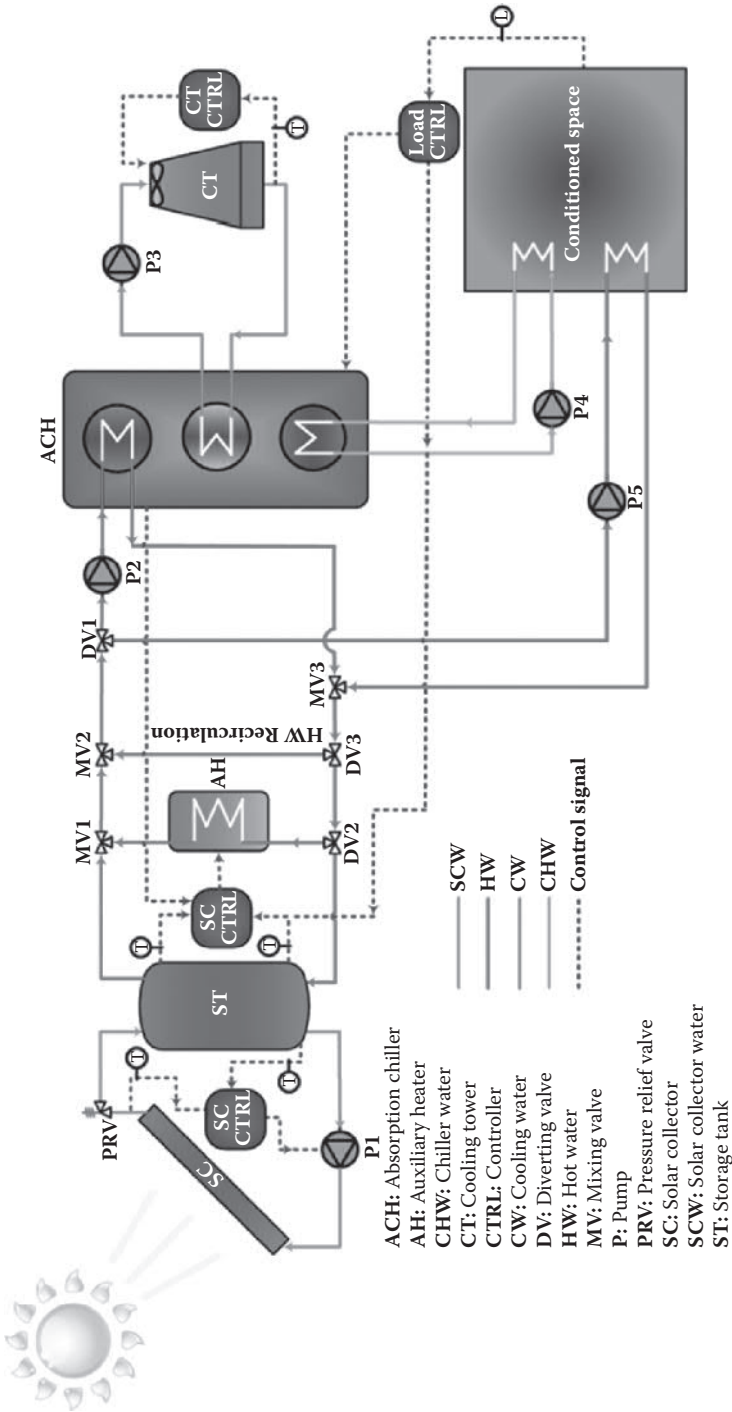 PRV
T
SC
SC
CTRL
T
P1
ST
T
SC
CTRL
T
MV1
AH
DV2
MV2
HW Recirculation
DV3
DV1
MV3
P2
ACH
P3
CT
CT
CTRL
T
P4
P5
Load
CTRL
L
Conditioned space
SCW
HW
CW
CHW
Control signal
ACH: Absorption chiller
AH: Auxiliary heater
CHW: Chiller water
CT: Cooling tower
CTRL: Controller
CW: Cooling water
DV: Diverting valve
HW: Hot water
MV: Mixing valve
P: Pump
PRV: Pressure relief valve
SC: Solar collector
SCW: Solar collector water
ST: Storage tank